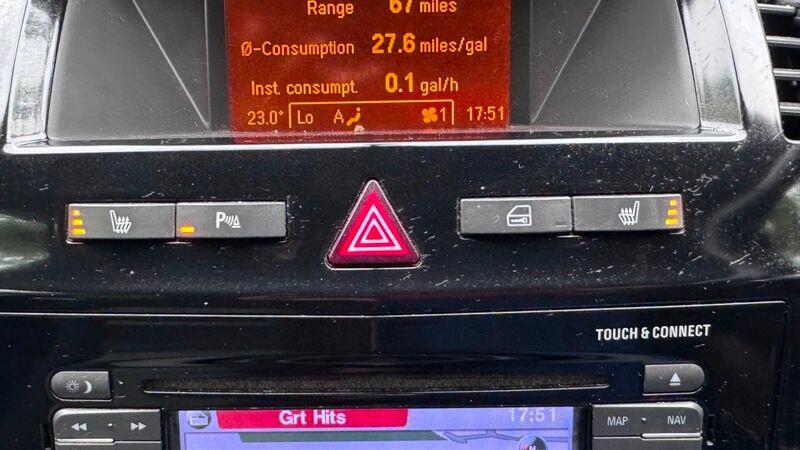 Range 67 miles
Ø-Consumption 27.6 miles/gal
Inst. consumpt. 0.1 gal/h
23.0° Lo A 1 17:51
P
TOUCH & CONNECT
Grt Hits 17:51
MAP NAV